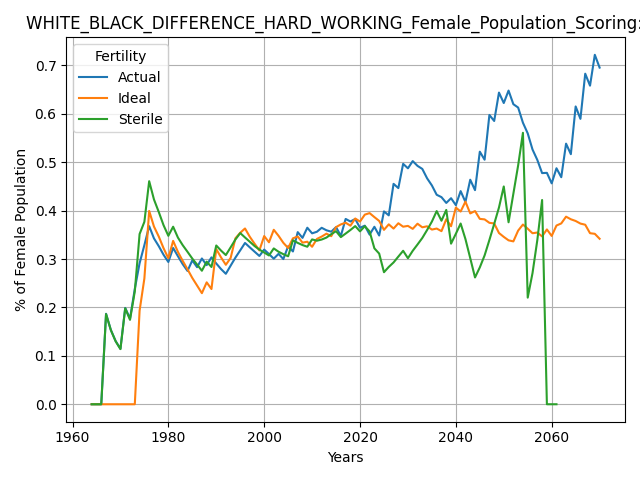 WHITE_BLACK_DIFFERENCE_HARD_WORKING_Female_Population_Scoring:
Fertility
Actual
Ideal
Sterile
% of Female Population
0.7
0.6
0.5
0.4
0.3
0.2
0.1
0.0
1960 1980 2000 2020 2040 2060
Years